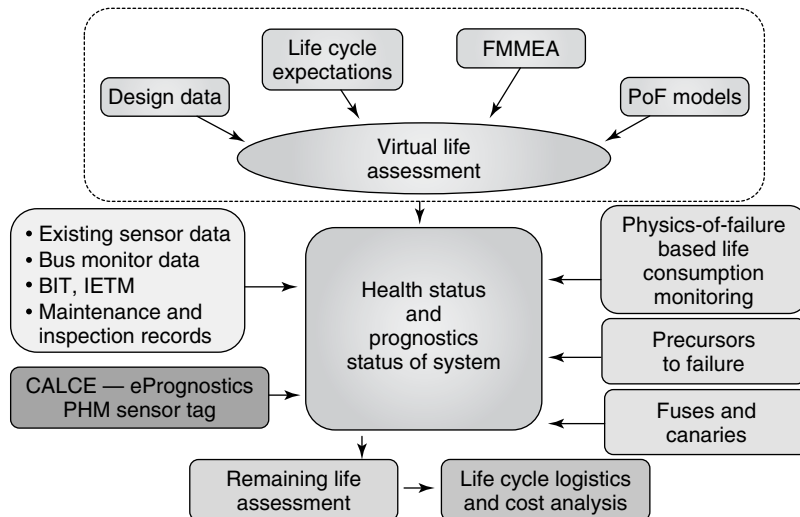 Life cycle
expectations
FMMEA
Design data
PoF models
Virtual life
assessment
• Existing sensor data
• Bus monitor data
• BIT, IETM
• Maintenance and
inspection records
Physics-of-failure
based life
consumption
monitoring
Health status
and
prognostics
status of system
Precursors
to failure
CALCE — ePrognostics
PHM sensor tag
Fuses and
canaries
Remaining life
assessment
Life cycle logistics
and cost analysis